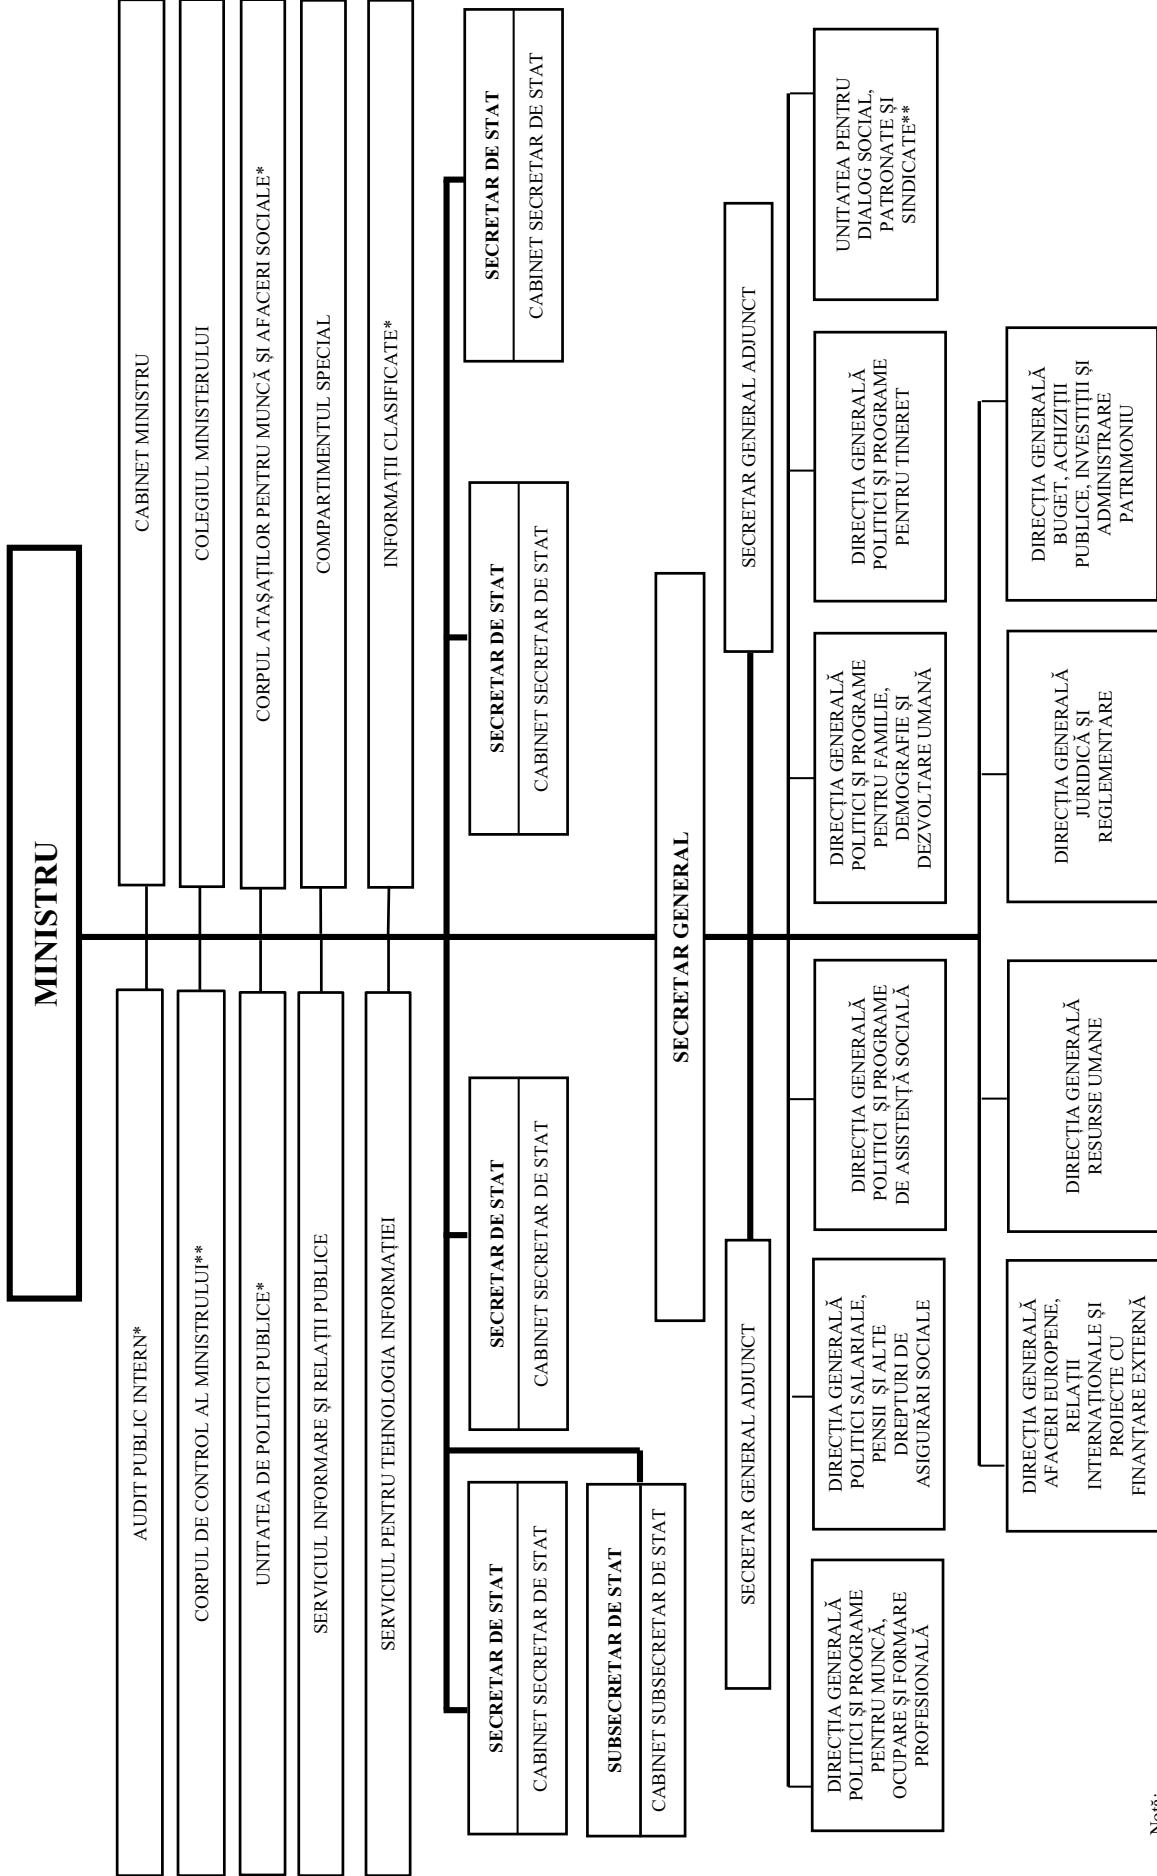 MINISTRU
AUDIT PUBLIC INTERN*
CABINET MINISTRU
CORPUL DE CONTROL AL MINISTRULUI**
COLEGIUL MINISTERULUI
UNITATEA DE POLITICI PUBLICE*
CORPUL ATAȘAȚILOR PENTRU MUNCĂ ȘI AFACERI SOCIALE*
SERVICIUL INFORMARE ȘI RELAȚII PUBLICE
COMPARTIMENTUL SPECIAL
SERVICIUL PENTRU TEHNOLOGIA INFORMAȚIEI
INFORMAȚII CLASIFICATE*
SECRETAR DE STAT
CABINET SECRETAR DE STAT
SECRETAR DE STAT
CABINET SECRETAR DE STAT
SECRETAR DE STAT
CABINET SECRETAR DE STAT
SECRETAR DE STAT
CABINET SECRETAR DE STAT
SUBSECRETAR DE STAT
CABINET SUBSECRETAR DE STAT
SECRETAR GENERAL
SECRETAR GENERAL ADJUNCT
SECRETAR GENERAL ADJUNCT
DIRECȚIA GENERALĂ
POLITICI ȘI PROGRAME
PENTRU MUNCĂ,
OCUPARE ȘI FORMARE
PROFESIONALĂ
DIRECȚIA GENERALĂ
POLITICI SALARIALE,
PENSII ȘI ALTE
DREPTURI DE
ASIGURĂRI SOCIALE
DIRECȚIA GENERALĂ
POLITICI ȘI PROGRAME
DE ASISTENȚĂ SOCIALĂ
DIRECȚIA GENERALĂ
POLITICI ȘI PROGRAME
PENTRU FAMILIE,
DEMOGRAFIE ȘI
DEZVOLTARE UMANĂ
DIRECȚIA GENERALĂ
POLITICI ȘI PROGRAME
PENTRU TINERET
UNITATEA PENTRU
DIALOG SOCIAL,
PATRONATE ȘI
SINDICATE**
DIRECȚIA GENERALĂ
AFACERI EUROPENE,
RELAȚII
INTERNAȚIONALE ȘI
PROIECTE CU
FINANȚARE EXTERNĂ
DIRECȚIA GENERALĂ
RESURSE UMANE
DIRECȚIA GENERALĂ
JURIDICĂ ȘI
REGLEMENTARE
DIRECȚIA GENERALĂ
BUGET, ACHIZIȚII
PUBLICE, INVESTIȚII ȘI
ADMINISTRARE
PATRIMONIU